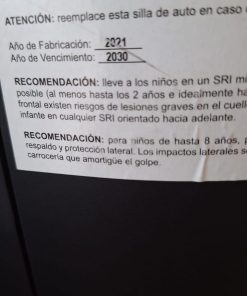 ATENCIÓN: reemplace esta silla de auto en caso
Año de Fabricación: 2021
Año de Vencimiento: 2030
RECOMENDACIÓN: lleve a los niños en un SRI
posible (al menos hasta los 2 años e idealmente
frontal existen riesgos de lesiones graves en el
infante en cualquier SRI orientado hacia adelante.
RECOMENDACIÓN: para niños de hasta 8 años,
respaldo y protección lateral. Los impactos laterales
carrocería que amortigüe el golpe.